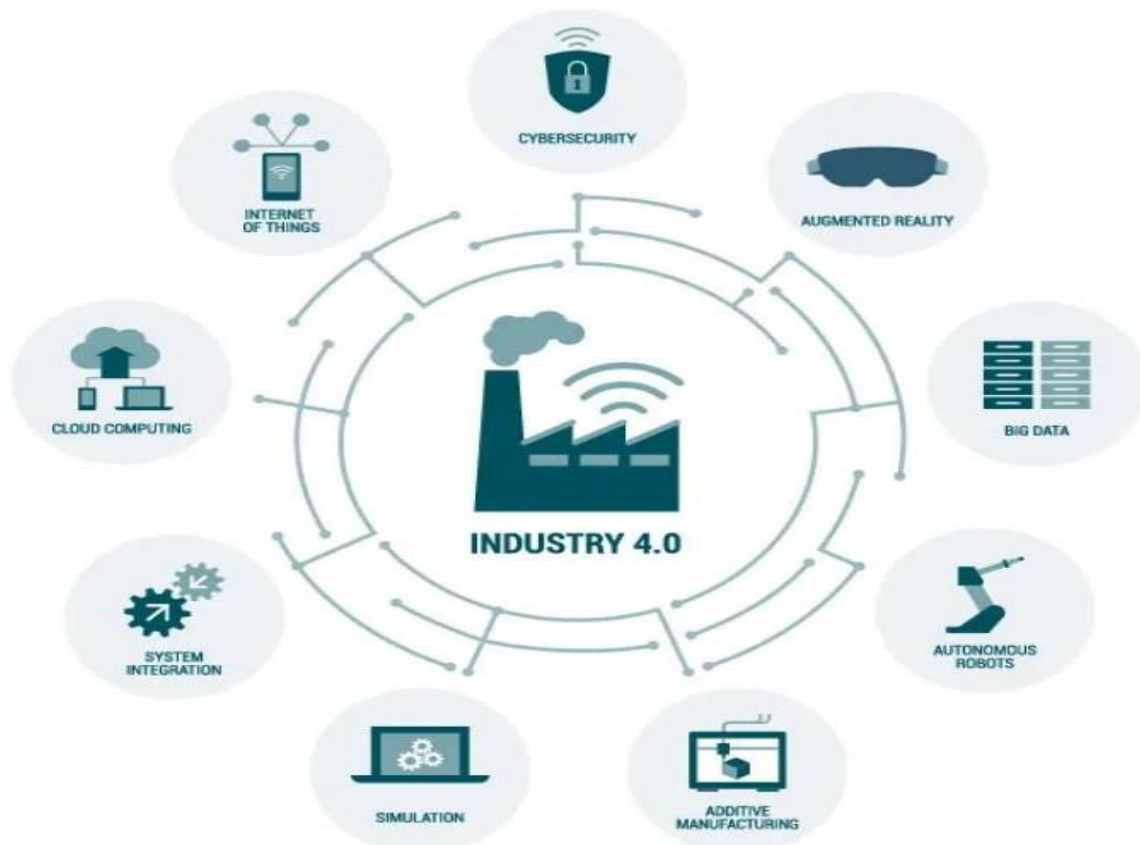 CYBERSECURITY
AUGMENTED REALITY
BIG DATA
AUTONOMOUS
ROBOTS
ADDITIVE
MANUFACTURING
SIMULATION
SYSTEM
INTEGRATION
CLOUD COMPUTING
INTERNET
OF THINGS
INDUSTRY 4.0